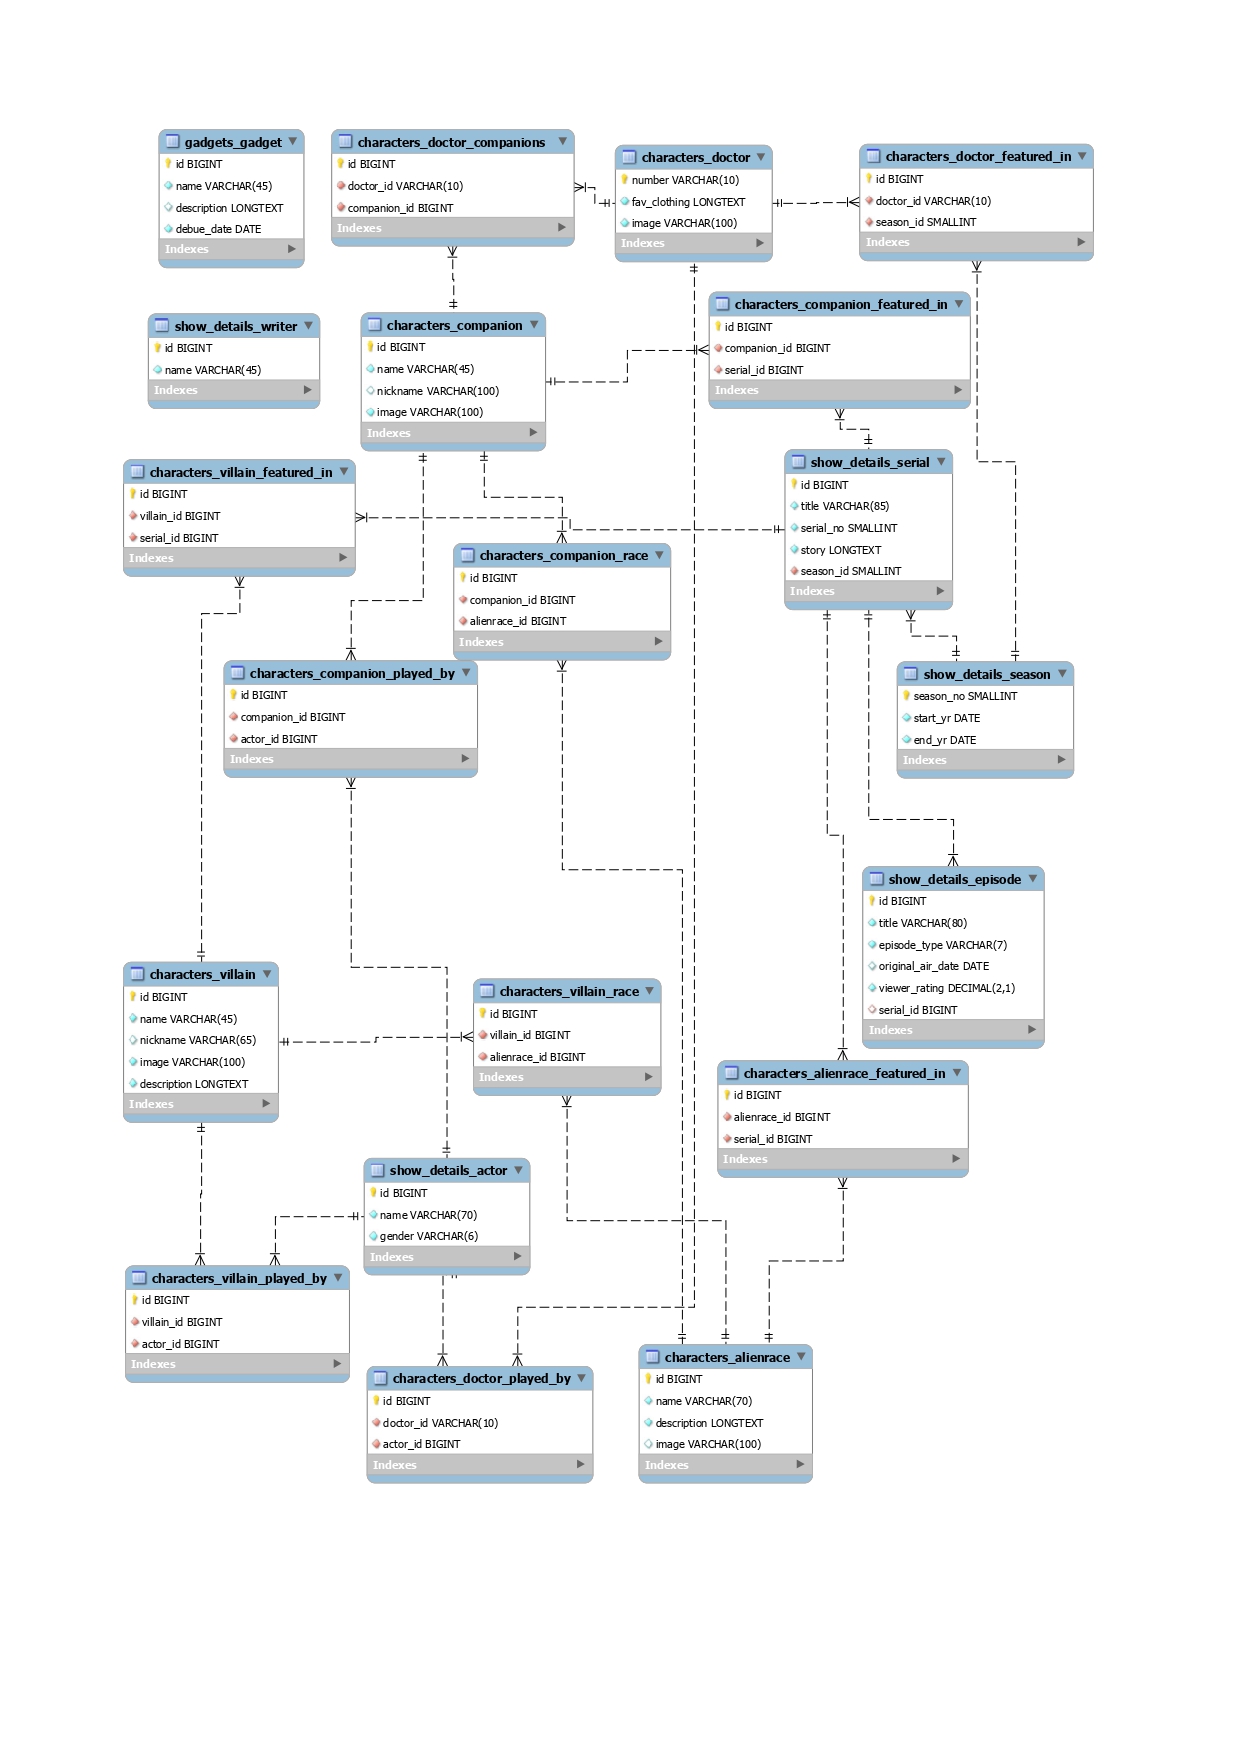 gadgets_gadget
id BIGINT
name VARCHAR(45)
description LONGTEXT
debue_date DATE
Indexes
characters_doctor_companions
id BIGINT
doctor_id VARCHAR(10)
companion_id BIGINT
Indexes
characters_doctor
number VARCHAR(10)
fav_clothing LONGTEXT
image VARCHAR(100)
Indexes
characters_doctor_featured_in
id BIGINT
doctor_id VARCHAR(10)
season_id SMALLINT
Indexes
show_details_writer
id BIGINT
name VARCHAR(45)
Indexes
characters_companion
id BIGINT
name VARCHAR(45)
nickname VARCHAR(100)
image VARCHAR(100)
Indexes
characters_companion_featured_in
id BIGINT
companion_id BIGINT
serial_id BIGINT
Indexes
characters_villain_featured_in
id BIGINT
villain_id BIGINT
serial_id BIGINT
Indexes
characters_companion_race
id BIGINT
companion_id BIGINT
alienrace_id BIGINT
Indexes
show_details_serial
id BIGINT
title VARCHAR(85)
serial_no SMALLINT
story LONGTEXT
season_id SMALLINT
Indexes
characters_companion_played_by
id BIGINT
companion_id BIGINT
actor_id BIGINT
Indexes
show_details_season
season_no SMALLINT
start_yr DATE
end_yr DATE
Indexes
show_details_episode
id BIGINT
title VARCHAR(80)
episode_type VARCHAR(7)
original_air_date DATE
viewer_rating DECIMAL(2,1)
serial_id BIGINT
Indexes
characters_villain
id BIGINT
name VARCHAR(45)
nickname VARCHAR(65)
image VARCHAR(100)
description LONGTEXT
Indexes
characters_villain_race
id BIGINT
villain_id BIGINT
alienrace_id BIGINT
Indexes
characters_alienrace_featured_in
id BIGINT
alienrace_id BIGINT
serial_id BIGINT
Indexes
show_details_actor
id BIGINT
name VARCHAR(70)
gender VARCHAR(6)
Indexes
characters_villain_played_by
id BIGINT
villain_id BIGINT
actor_id BIGINT
Indexes
characters_doctor_played_by
id BIGINT
doctor_id VARCHAR(10)
actor_id BIGINT
Indexes
characters_alienrace
id BIGINT
name VARCHAR(70)
description LONGTEXT
image VARCHAR(100)
Indexes